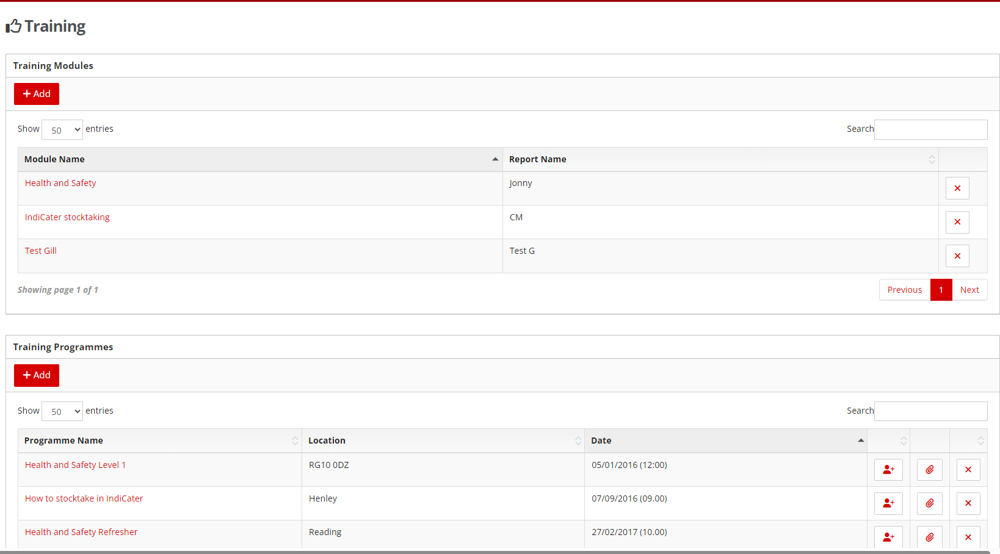 Training
Training Modules
+ Add
Show 50 entries
Search
Module Name Report Name
Health and Safety Jonny
IndiCater stocktaking CM
Test Gill Test G
Showing page 1 of 1
Previous 1 Next
Training Programmes
+ Add
Show 50 entries
Search
Programme Name Location Date
Health and Safety Level 1 RG10 0DZ 05/01/2016 (12:00)
How to stocktake in IndiCater Henley 07/09/2016 (09.00)
Health and Safety Refresher Reading 27/02/2017 (10.00)